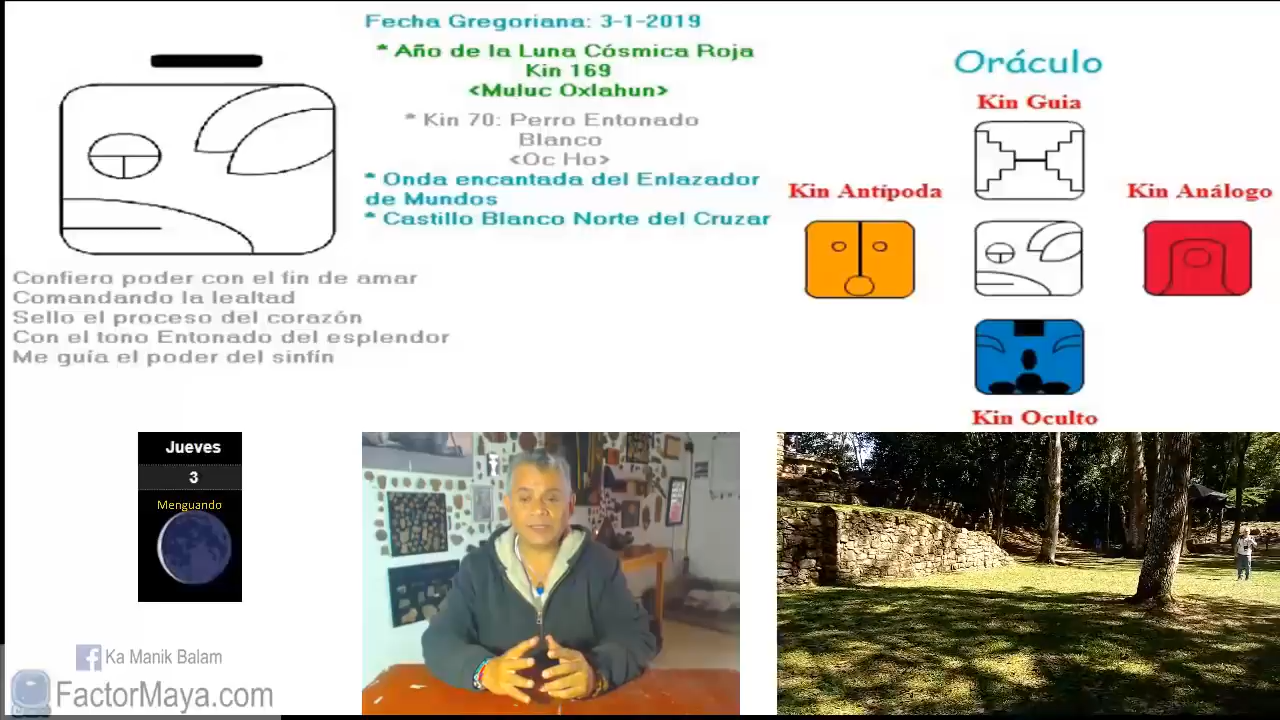 Fecha Gregoriana: 3-1-2019
* Año de la Luna Cósmica Roja
Kin 169
<Muluc Oxlahun>
* Kin 70: Perro Entonado
Blanco
<Oc Ho>
* Onda encantada del Enlazador
de Mundos
* Castillo Blanco Norte del Cruzar
Confiero poder con el fin de amar
Comandando la lealtad
Sello el proceso del corazón
Con el tono Entonado del esplendor
Me guía el poder del sinfín
Oráculo
Kin Guia
Kin Antípoda
Kin Análogo
Kin Oculto
Jueves
3
Menguando
Ka Manik Balam
FactorMaya.com